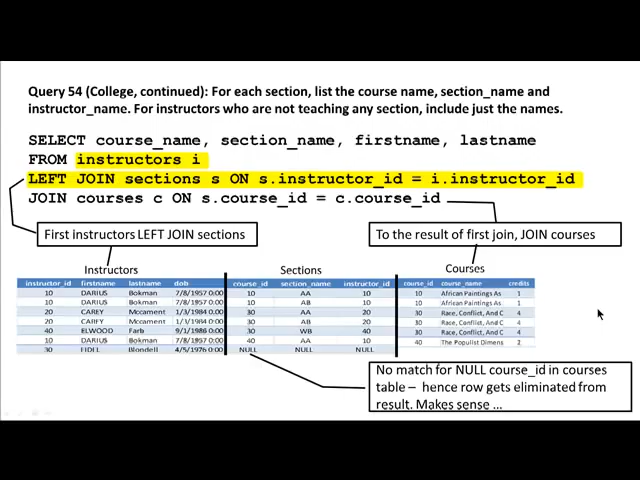 Query 54 (College, continued): For each section, list the course name, section_name and
instructor_name. For instructors who are not teaching any section, include just the names.
SELECT course_name, section_name, firstname, lastname
FROM instructors i
LEFT JOIN sections s ON s.instructor_id = i.instructor_id
JOIN courses c ON s.course_id = c.course_id
First instructors LEFT JOIN sections
To the result of first join, JOIN courses
Instructors Sections Courses
instructor_id firstname lastname dob course_id section_name instructor_id course_id course_name credits
10 DARIUS Bokman 7/8/1957 0:00 10 AA 10 10 African Paintings As 1
10 DARIUS Bokman 7/8/1957 0:00 10 AB 10 10 African Paintings As 1
20 CAREY Mccament 1/3/1984 0:00 30 AA 20 30 Race, Conflict, And C 4
20 CAREY Mccament 1/3/1984 0:00 30 AB 20 30 Race, Conflict, And C 4
40 ELWOOD Farb 9/1/1986 0:00 30 WB 40 30 Race, Conflict, And C 4
10 DARIUS Bokman 7/8/1957 0:00 40 AA 10 40 The Populist Dimens 2
30 FIDEL Blondell 4/5/1976 0:00 NULL NULL NULL
No match for NULL course_id in courses
table – hence row gets eliminated from
result. Makes sense ...